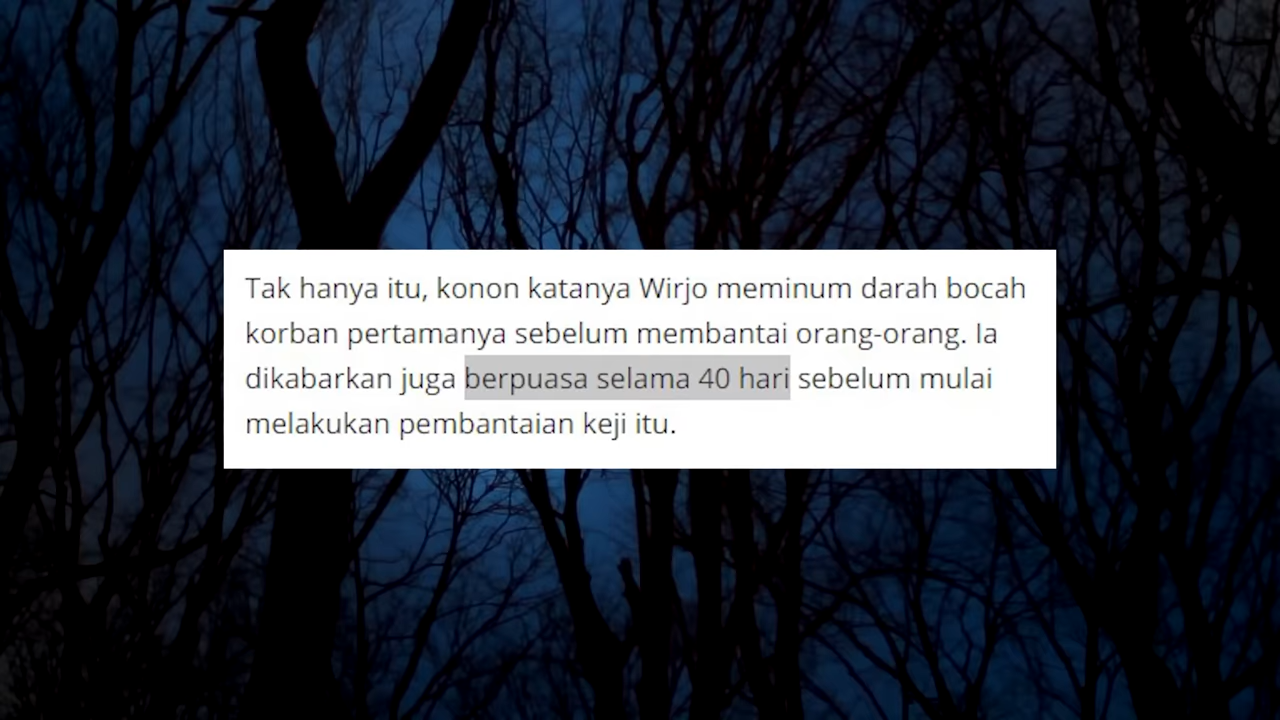 Tak hanya itu, konon katanya Wirjo meminum darah bocah
korban pertamanya sebelum membantai orang-orang. Ia
dikabarkan juga berpuasa selama 40 hari sebelum mulai
melakukan pembantaian keji itu.